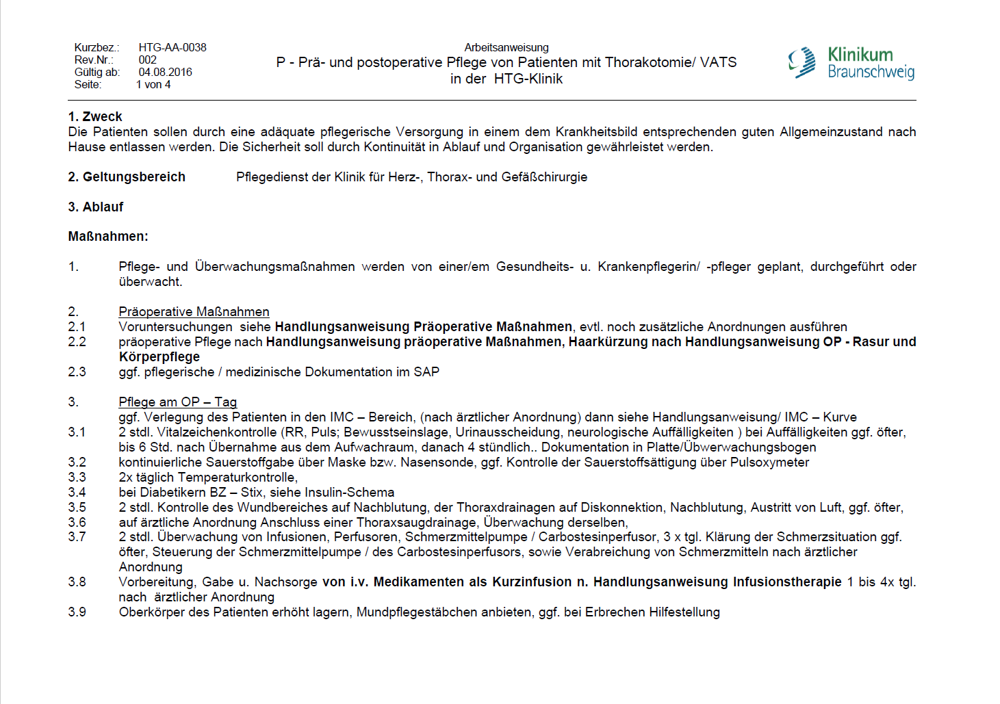 Kurzbez.: HTG-AA-0038
Rev.Nr.: 002
Gültig ab: 04.08.2016
Seite: 1 von 4
Arbeitsanweisung
P - Prä- und postoperative Pflege von Patienten mit Thorakotomie/ VATS
in der HTG-Klinik
Klinikum
Braunschweig
1. Zweck
Die Patienten sollen durch eine adäquate pflegerische Versorgung in einem dem Krankheitsbild entsprechenden guten Allgemeinzustand nach
Hause entlassen werden. Die Sicherheit soll durch Kontinuität in Ablauf und Organisation gewährleistet werden.
2. Geltungsbereich Pflegedienst der Klinik für Herz-, Thorax- und Gefäßchirurgie
3. Ablauf
Maßnahmen:
1. Pflege- und Überwachungsmaßnahmen werden von einer/em Gesundheits- u. Krankenpflegerin/ -pfleger geplant, durchgeführt oder
überwacht.
2. Präoperative Maßnahmen
2.1 Voruntersuchungen siehe Handlungsanweisung Präoperative Maßnahmen, evtl. noch zusätzliche Anordnungen ausführen
2.2 präoperative Pflege nach Handlungsanweisung präoperative Maßnahmen, Haarkürzung nach Handlungsanweisung OP - Rasur und
Körperpflege
2.3 ggf. pflegerische / medizinische Dokumentation im SAP
3. Pflege am OP – Tag
ggf. Verlegung des Patienten in den IMC – Bereich, (nach ärztlicher Anordnung) dann siehe Handlungsanweisung/ IMC – Kurve
3.1 2 stdl. Vitalzeichenkontrolle (RR, Puls; Bewusstseinslage, Urinausscheidung, neurologische Auffälligkeiten ) bei Auffälligkeiten ggf. öfter,
bis 6 Std. nach Übernahme aus dem Aufwachraum, danach 4 stündlich.. Dokumentation in Platte/Übwerwachungsbogen
3.2 kontinuierliche Sauerstoffgabe über Maske bzw. Nasensonde, ggf. Kontrolle der Sauerstoffsättigung über Pulsoxymeter
3.3 2x täglich Temperaturkontrolle,
3.4 bei Diabetikern BZ – Stix, siehe Insulin-Schema
3.5 2 stdl. Kontrolle des Wundbereiches auf Nachblutung, der Thoraxdrainagen auf Diskonnektion, Nachblutung, Austritt von Luft, ggf. öfter,
3.6 auf ärztliche Anordnung Anschluss einer Thoraxsaugdrainage, Überwachung derselben,
3.7 2 stdl. Überwachung von Infusionen, Perfusoren, Schmerzmittelpumpe / Carbostesinperfusor, 3 x tgl. Klärung der Schmerzsituation ggf.
öfter, Steuerung der Schmerzmittelpumpe / des Carbostesinperfusors, sowie Verabreichung von Schmerzmitteln nach ärztlicher
Anordnung
3.8 Vorbereitung, Gabe u. Nachsorge von i.v. Medikamenten als Kurzinfusion n. Handlungsanweisung Infusionstherapie 1 bis 4x tgl.
nach ärztlicher Anordnung
3.9 Oberkörper des Patienten erhöht lagern, Mundpflegestäbchen anbieten, ggf. bei Erbrechen Hilfestellung